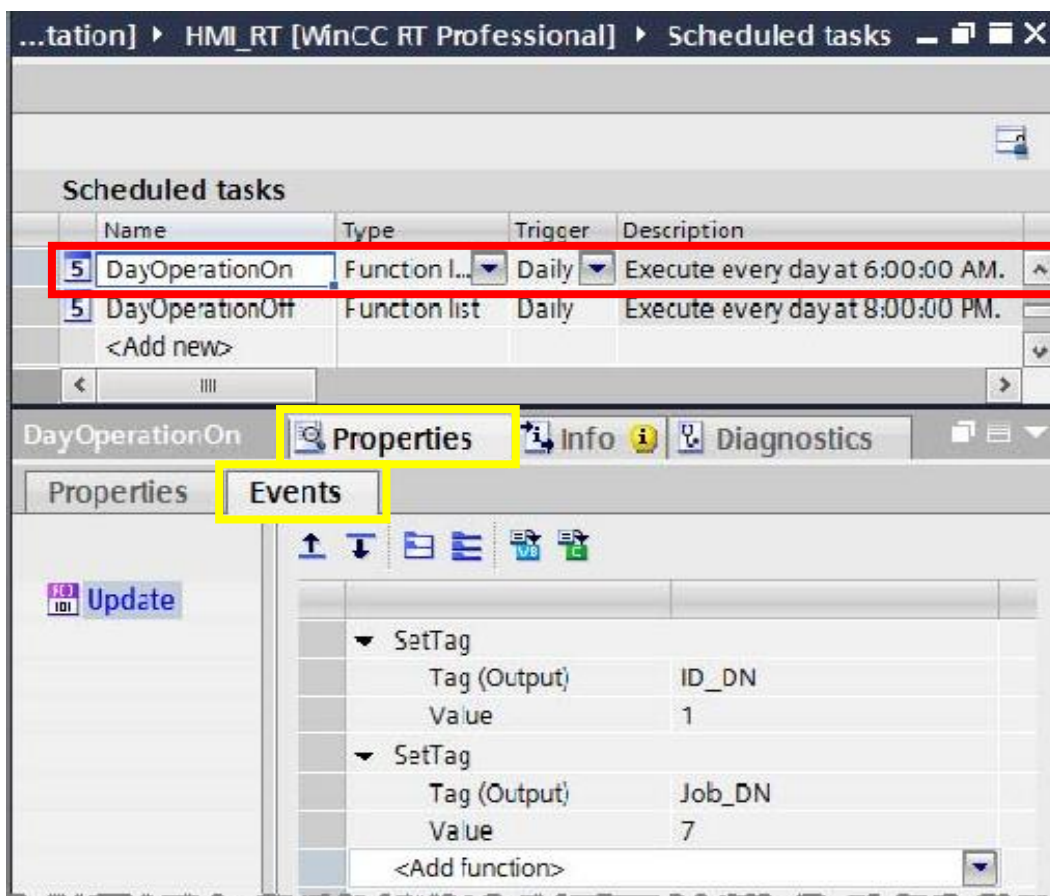 ...tation] ▸ HMI_RT [WinCC RT Professional] ▸ Scheduled tasks
Scheduled tasks
Name Type Trigger Description
5 DayOperationOn Function l... Daily Execute every day at 6:00:00 AM.
5 DayOperationOff Function list Daily Execute every day at 8:00:00 PM.
<Add new>
DayOperationOn Properties Info Diagnostics
Properties Events
Update
SetTag
Tag (Output) ID_DN
Value 1
SetTag
Tag (Output) Job_DN
Value 7
<Add function>